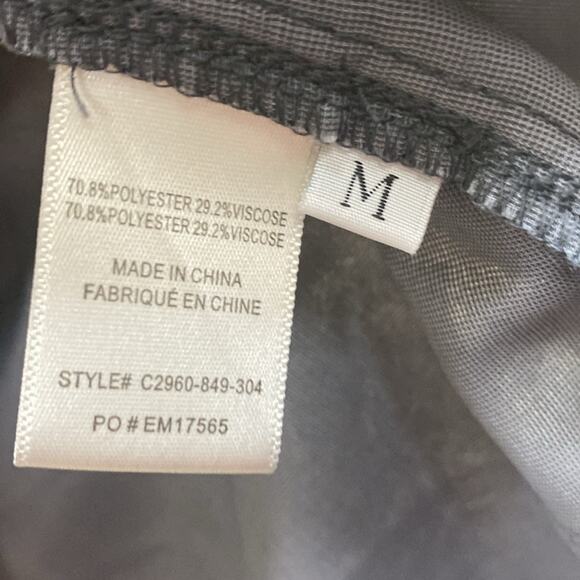 70.8%POLYESTER 29.2%VISCOSE
70.8%POLYESTER 29.2%VISCOSE
MADE IN CHINA
FABRIQUÉ EN CHINE
STYLE# C2960-849-304
PO # EM17565
M